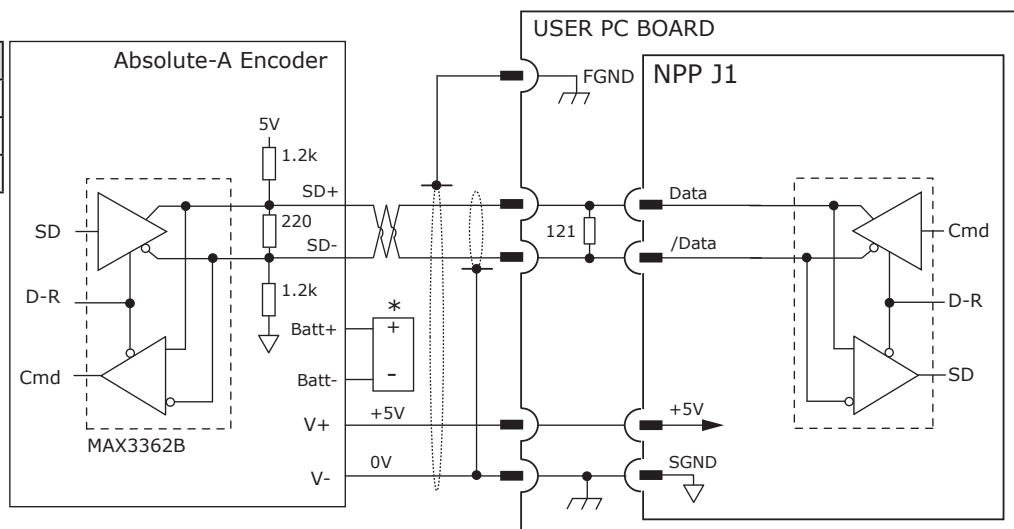 USER PC BOARD
Absolute-A Encoder
FGND
NPP J1
5V
1.2k
SD+
Data
SD
220
121
Cmd
SD-
/Data
D-R
1.2k
D-R
*
Batt+
+
Cmd
Batt-
-
SD
V+
+5V
+5V
MAX3362B
V-
0V
SGND